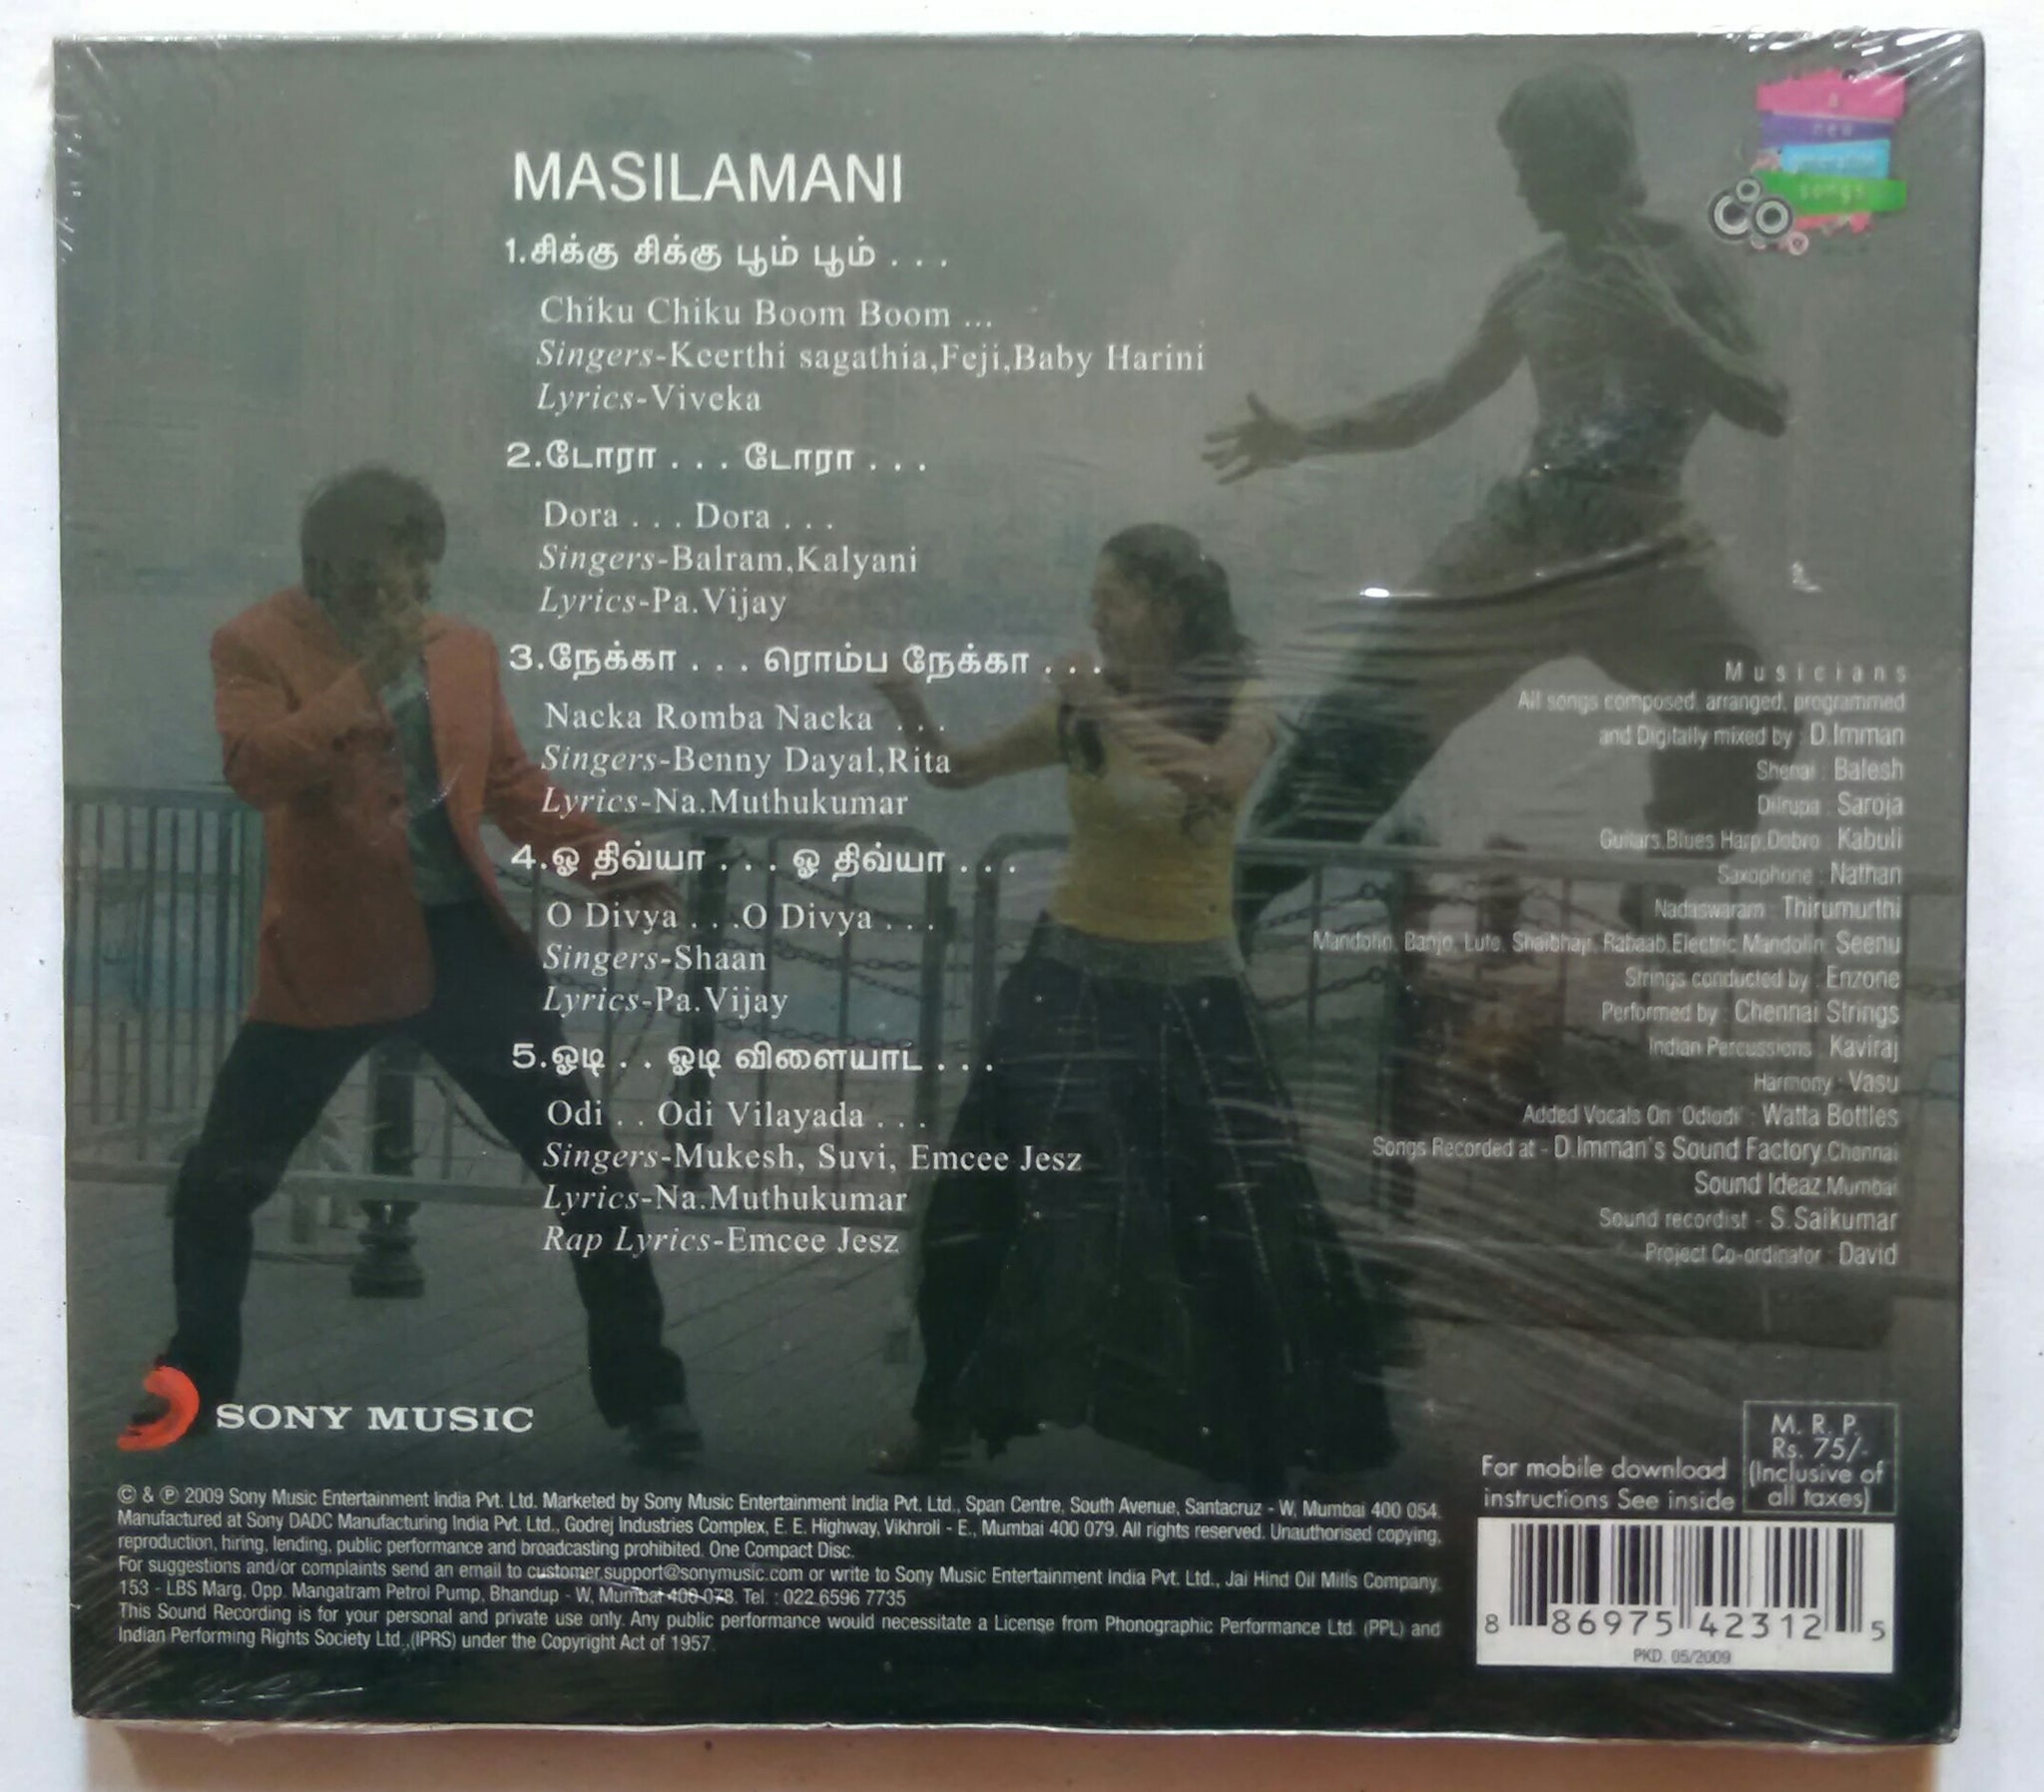 a
new
generation
songs
MASILAMANI
1.சிக்கு சிக்கு பூம் பூம் . . .
Chiku Chiku Boom Boom ...
Singers-Keerthi sagathia,Feji,Baby Harini
Lyrics-Viveka
2.டோரா . . . டோரா . . .
Dora . . . Dora . . .
Singers-Balram,Kalyani
Lyrics-Pa.Vijay
3.நேக்கா . . . ரொம்ப நேக்கா . . .
Nacka Romba Nacka . . .
Singers-Benny Dayal,Rita
Lyrics-Na.Muthukumar
4.ஓ திவ்யா . . . ஓ திவ்யா . . .
O Divya . . .O Divya . . .
Singers-Shaan
Lyrics-Pa.Vijay
5.ஓடி . . ஓடி விளையாட . . .
Odi . . Odi Vilayada . . .
Singers-Mukesh, Suvi, Emcee Jesz
Lyrics-Na.Muthukumar
Rap Lyrics-Emcee Jesz
Musicians
All songs composed, arranged, programmed
and Digitally mixed by : D.Imman
Shenai : Balesh
Dilrupa : Saroja
Guitars,Blues Harp,Dobro : Kabuli
Saxophone : Nathan
Nadaswaram : Thirumurthi
Mandolin, Banjo, Lute, Shaibhaji, Rabaab,Electric Mandolin : Seenu
Strings conducted by : Enzone
Performed by : Chennai Strings
Indian Percussions : Kaviraj
Harmony : Vasu
Added Vocals On 'Odiodi' : Watta Bottles
Songs Recorded at - D.Imman's Sound Factory,Chennai
Sound Ideaz,Mumbai
Sound recordist - S.Saikumar
Project Co-ordinator : David
SONY MUSIC
© & ℗ 2009 Sony Music Entertainment India Pvt. Ltd. Marketed by Sony Music Entertainment India Pvt. Ltd., Span Centre, South Avenue, Santacruz - W, Mumbai 400 054.
Manufactured at Sony DADC Manufacturing India Pvt. Ltd., Godrej Industries Complex, E. E. Highway, Vikhroli - E., Mumbai 400 079. All rights reserved. Unauthorised copying,
reproduction, hiring, lending, public performance and broadcasting prohibited. One Compact Disc.
For suggestions and/or complaints send an email to customer.support@sonymusic.com or write to Sony Music Entertainment India Pvt. Ltd., Jai Hind Oil Mills Company,
153 - LBS Marg, Opp. Mangatram Petrol Pump, Bhandup - W, Mumbai 400 078. Tel. : 022 6596 7735
This Sound Recording is for your personal and private use only. Any public performance would necessitate a License from Phonographic Performance Ltd. (PPL) and
Indian Performing Rights Society Ltd.,(IPRS) under the Copyright Act of 1957.
For mobile download
instructions See inside
M. R. P.
Rs. 75/-
(Inclusive of
all taxes)
8 86975 42312 5
PKD. 05/2009